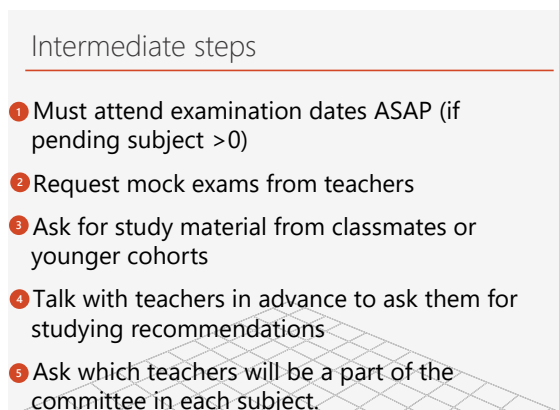 Intermediate steps
1 Must attend examination dates ASAP (if
pending subject >0)
2 Request mock exams from teachers
3 Ask for study material from classmates or
younger cohorts
4 Talk with teachers in advance to ask them for
studying recommendations
5 Ask which teachers will be a part of the
committee in each subject.